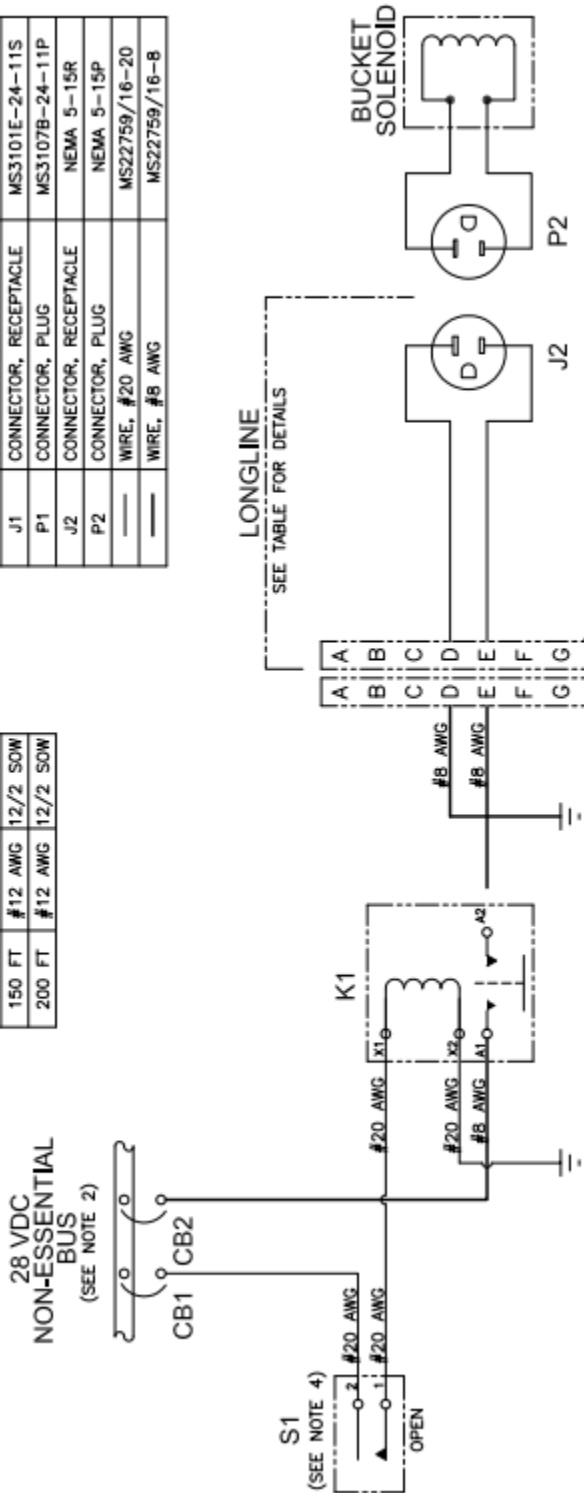 J1 CONNECTOR, RECEPTACLE MS3101E-24-11S
P1 CONNECTOR, PLUG MS3107B-24-11P
J2 CONNECTOR, RECEPTACLE NEMA 5-15R
P2 CONNECTOR, PLUG NEMA 5-15P
WIRE, #20 AWG MS22759/16-20
WIRE, #8 AWG MS22759/16-8
150 FT #12 AWG 12/2 SOW
200 FT #12 AWG 12/2 SOW
28 VDC
NON-ESSENTIAL
BUS
(SEE NOTE 2)
CB1
CB2
S1
(SEE NOTE 4)
2
1
OPEN
#20 AWG
#20 AWG
K1
X1
X2
A1
A2
#20 AWG
#20 AWG
#8 AWG
#8 AWG
#8 AWG
A A
B B
C C
D D
E E
F F
G G
LONGLINE
SEE TABLE FOR DETAILS
D
J2
D
P2
BUCKET
SOLENOID